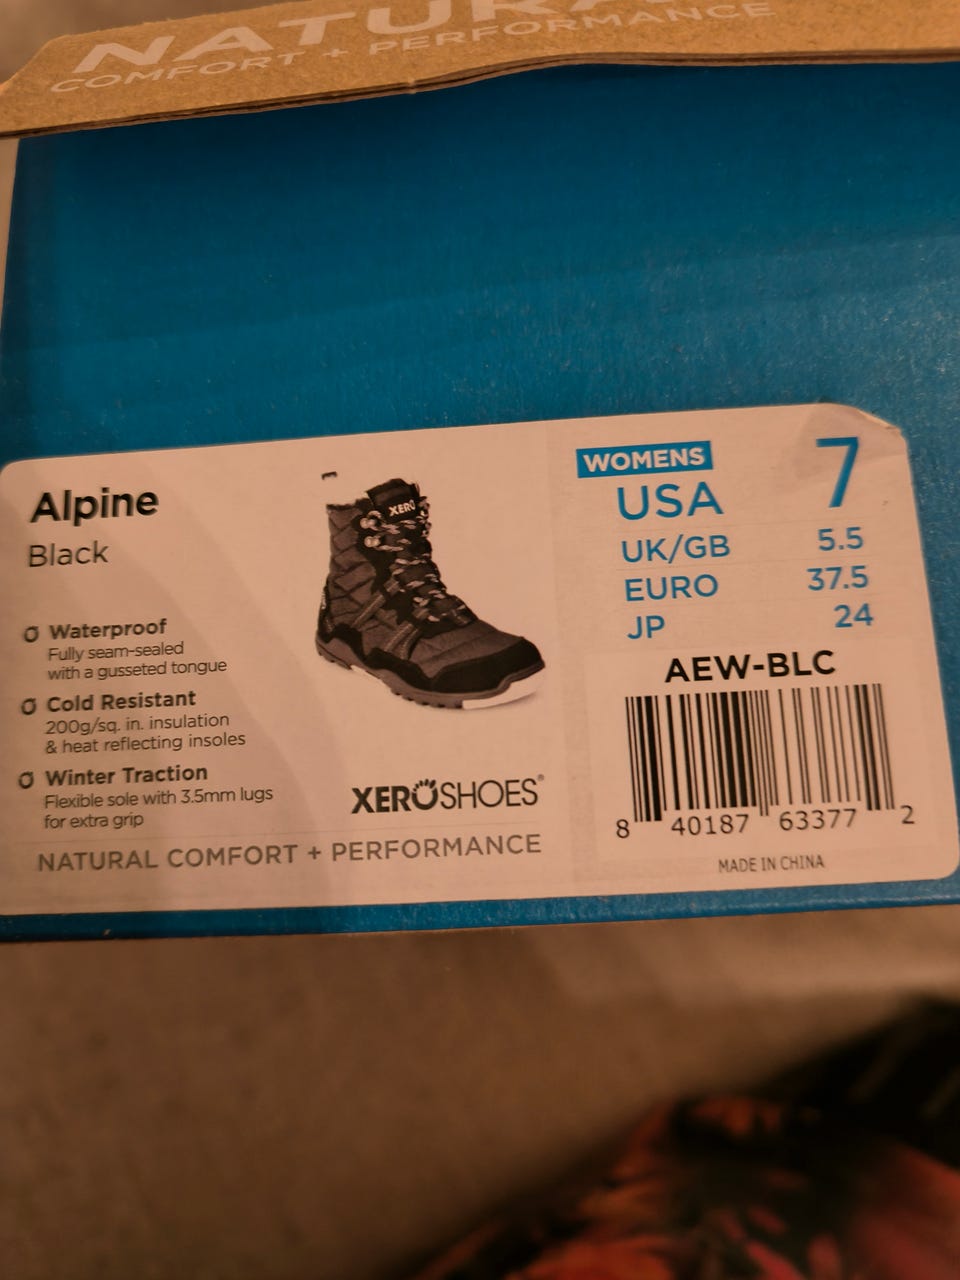 NATURAL
COMFORT + PERFORMANCE
Alpine
Black
Waterproof
Fully seam-sealed
with a gusseted tongue
Cold Resistant
200g/sq. in. insulation
& heat reflecting insoles
Winter Traction
Flexible sole with 3.5mm lugs
for extra grip
XERO
XEROSHOES®
NATURAL COMFORT + PERFORMANCE
WOMENS
USA 7
UK/GB 5.5
EURO 37.5
JP 24
AEW-BLC
8 40187 63377 2
MADE IN CHINA